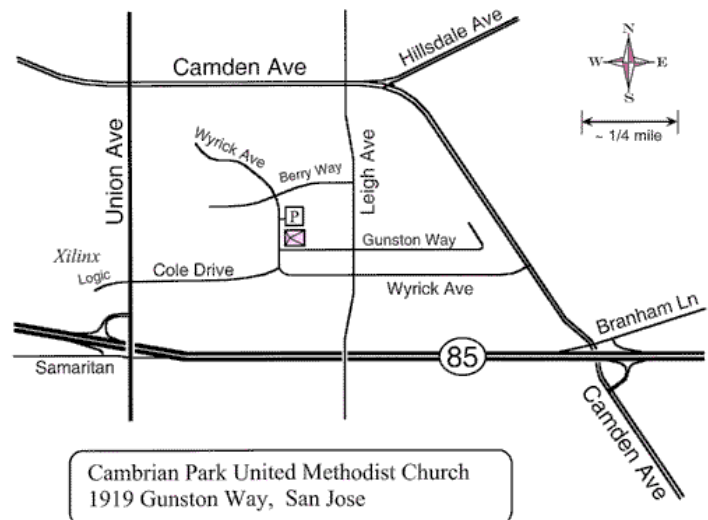 Hillsdale Ave
N
W E
S
Camden Ave
~ 1/4 mile
Union Ave
Wyrick Ave
Berry Way
Leigh Ave
P
Gunston Way
Xilinx
Logic
Cole Drive
Wyrick Ave
Branham Ln
85
Samaritan
Camden Ave
Cambrian Park United Methodist Church
1919 Gunston Way, San Jose